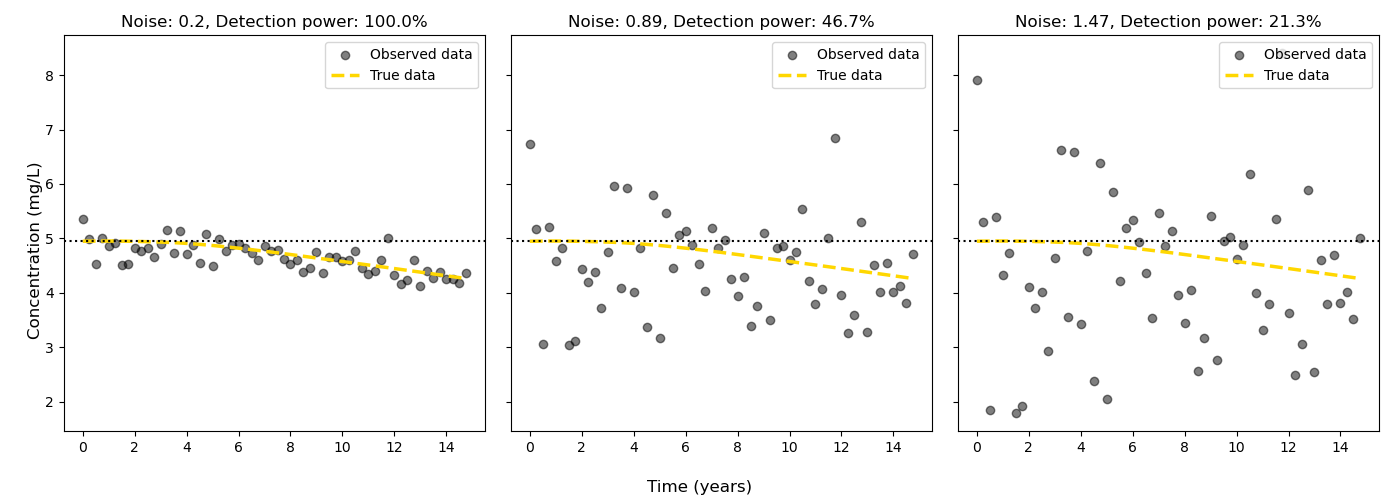 Noise: 0.2, Detection power: 100.0%
Noise: 0.89, Detection power: 46.7%
Noise: 1.47, Detection power: 21.3%
Observed data
True data
Observed data
True data
Observed data
True data
Concentration (mg/L)
8
7
6
5
4
3
2
0 2 4 6 8 10 12 14
0 2 4 6 8 10 12 14
0 2 4 6 8 10 12 14
Time (years)